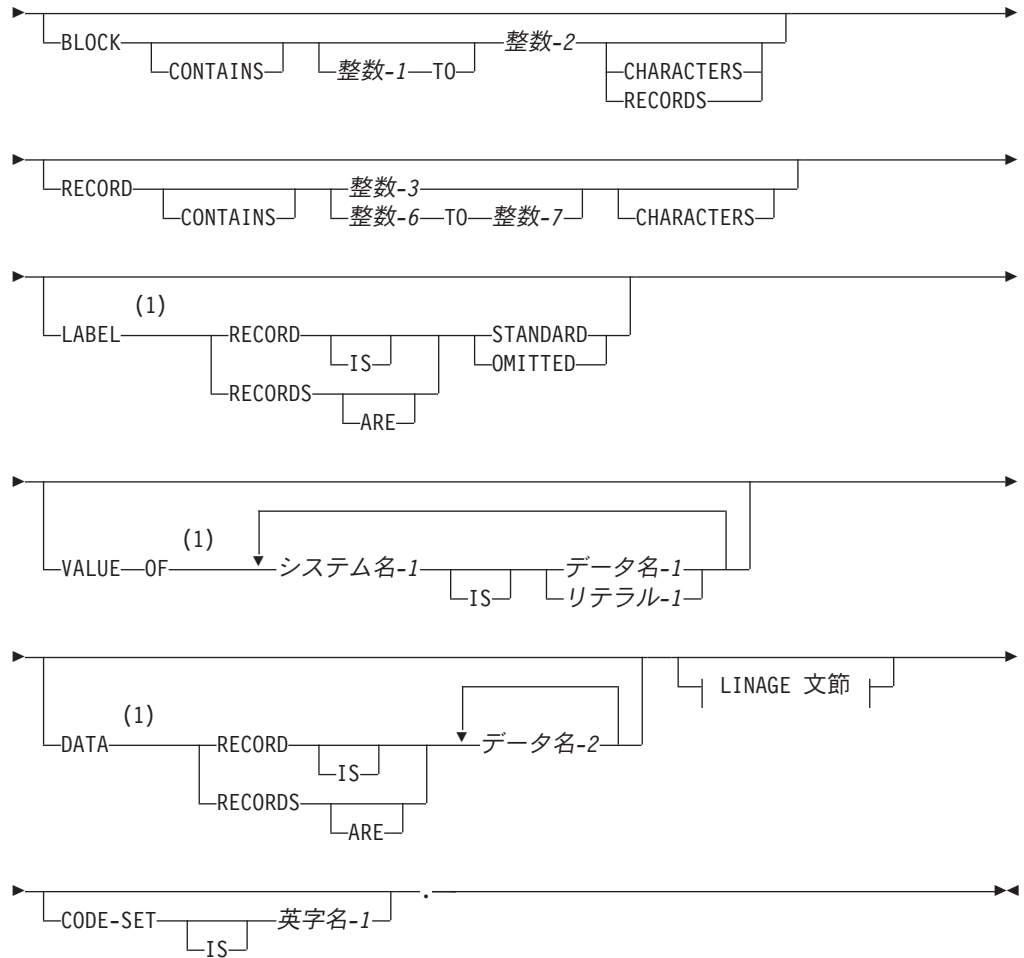 BLOCK CONTAINS 整数-1 TO 整数-2 CHARACTERS
RECORDS
RECORD CONTAINS 整数-3 CHARACTERS
整数-6 TO 整数-7
(1)
LABEL RECORD IS STANDARD
OMITTED
RECORDS ARE
(1)
VALUE OF システム名-1 IS データ名-1
リテラル-1
LINAGE 文節
(1)
DATA RECORD IS データ名-2
RECORDS ARE
CODE-SET IS 英字名-1 .